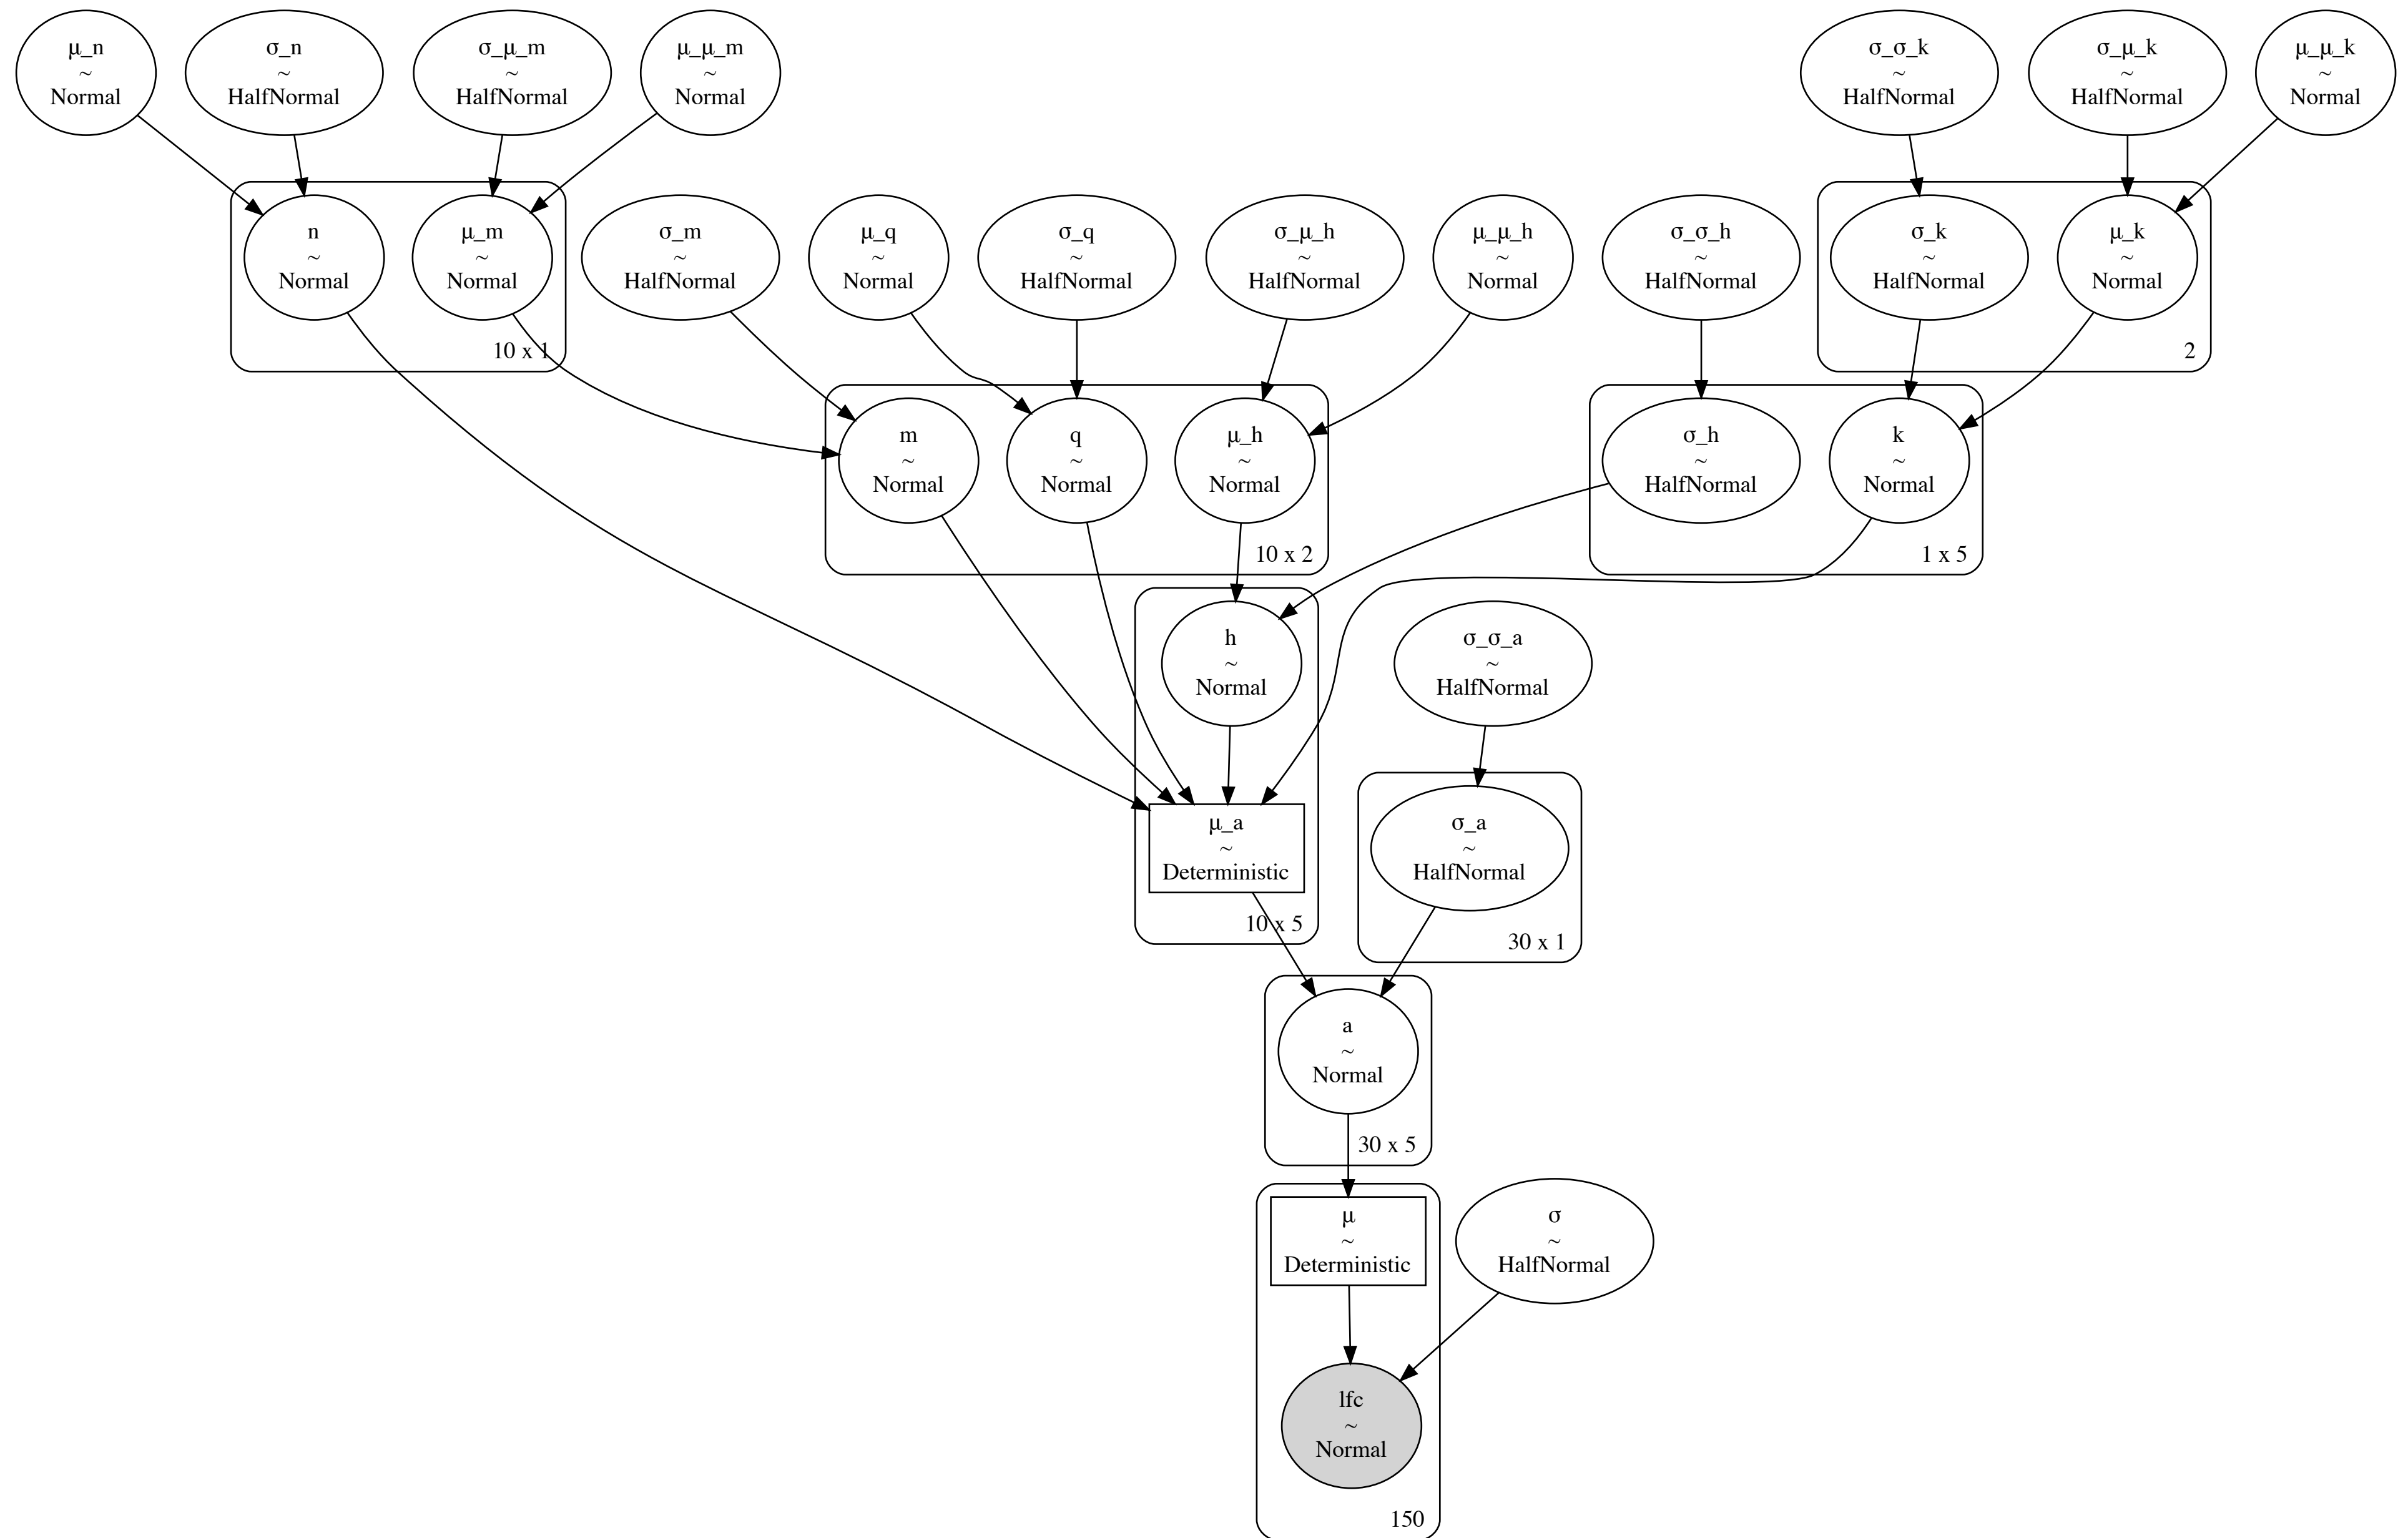 μ_n
~
Normal
σ_n
~
HalfNormal
σ_μ_m
~
HalfNormal
μ_μ_m
~
Normal
σ_σ_k
~
HalfNormal
σ_μ_k
~
HalfNormal
μ_μ_k
~
Normal
n
~
Normal
μ_m
~
Normal
10 x 1
σ_m
~
HalfNormal
μ_q
~
Normal
σ_q
~
HalfNormal
σ_μ_h
~
HalfNormal
μ_μ_h
~
Normal
σ_σ_h
~
HalfNormal
σ_k
~
HalfNormal
μ_k
~
Normal
2
m
~
Normal
q
~
Normal
μ_h
~
Normal
10 x 2
σ_h
~
HalfNormal
k
~
Normal
1 x 5
h
~
Normal
σ_σ_a
~
HalfNormal
μ_a
~
Deterministic
10 x 5
σ_a
~
HalfNormal
30 x 1
a
~
Normal
30 x 5
μ
~
Deterministic
σ
~
HalfNormal
lfc
~
Normal
150